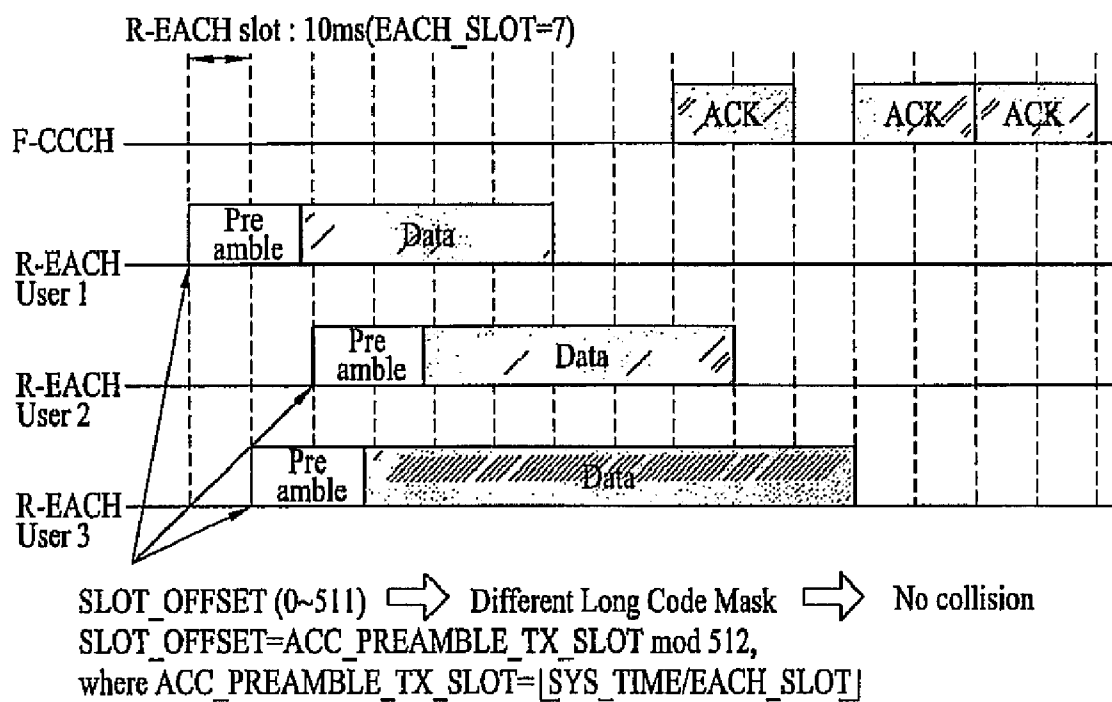 R-EACH slot : 10ms(EACH_SLOT=7)
F-CCCH
ACK
ACK
ACK
Pre
amble
Data
R-EACH
User 1
Pre
amble
Data
R-EACH
User 2
Pre
amble
Data
R-EACH
User 3
SLOT_OFFSET (0~511) ⇨ Different Long Code Mask ⇨ No collision
SLOT_OFFSET=ACC_PREAMBLE_TX_SLOT mod 512,
where ACC_PREAMBLE_TX_SLOT=⌊SYS_TIME/EACH_SLOT⌋